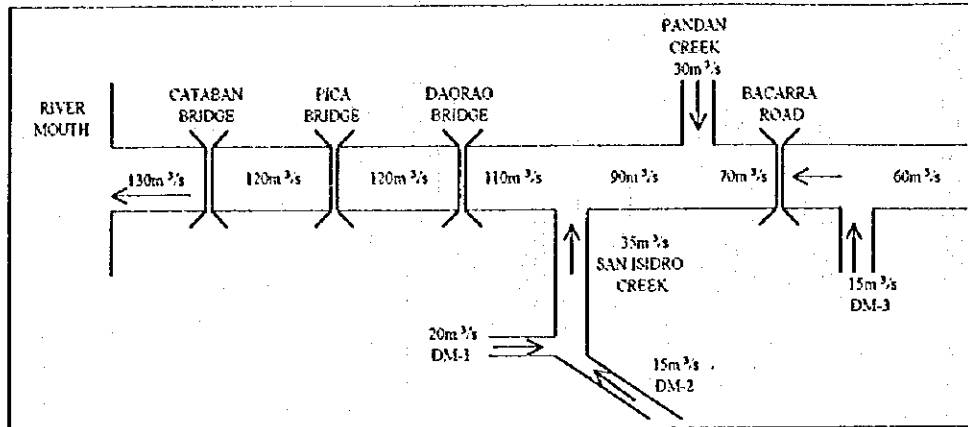 PANDAN
CREEK
30m³/s
RIVER
MOUTH
CATABAN
BRIDGE
PICA
BRIDGE
DAORAO
BRIDGE
BACARRA
ROAD
130m³/s
120m³/s
120m³/s
110m³/s
90m³/s
70m³/s
60m³/s
35m³/s
SAN ISIDRO
CREEK
15m³/s
DM-3
20m³/s
DM-1
15m³/s
DM-2